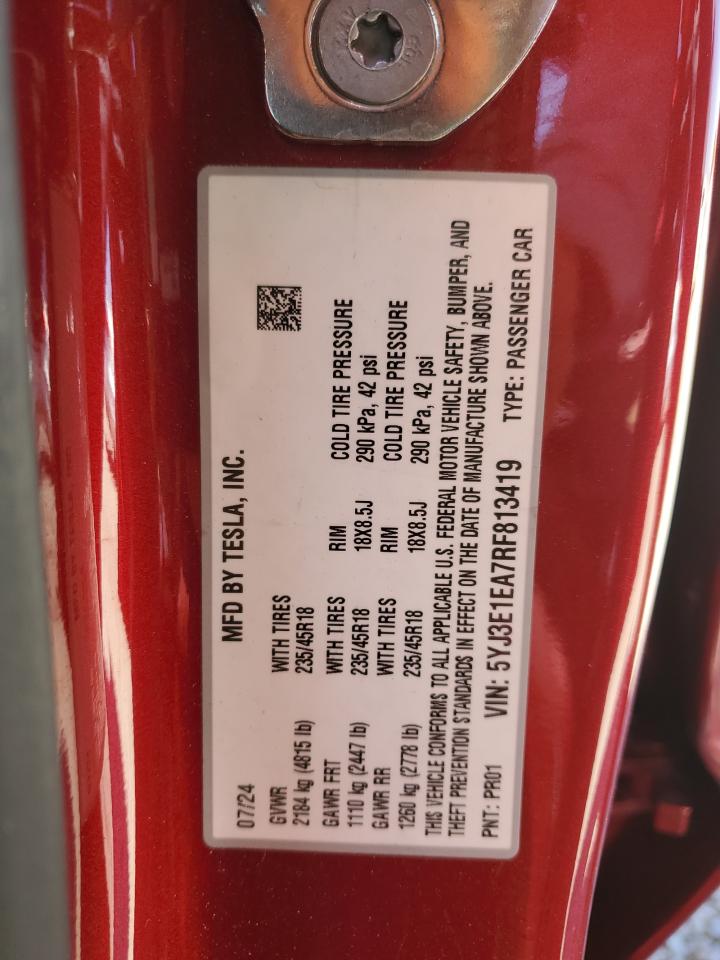 MFD BY TESLA, INC.
07/24
GVWR WITH TIRES
2184 kg (4815 lb) 235/45R18
GAWR FRT WITH TIRES RIM COLD TIRE PRESSURE
1110 kg (2447 lb) 235/45R18 18X8.5J 290 kPa, 42 psi
GAWR RR WITH TIRES RIM COLD TIRE PRESSURE
1260 kg (2778 lb) 235/45R18 18X8.5J 290 kPa, 42 psi
THIS VEHICLE CONFORMS TO ALL APPLICABLE U.S. FEDERAL MOTOR VEHICLE SAFETY, BUMPER, AND
THEFT PREVENTION STANDARDS IN EFFECT ON THE DATE OF MANUFACTURE SHOWN ABOVE.
PNT: PR01 VIN: 5YJ3E1EA7RF813419 TYPE: PASSENGER CAR